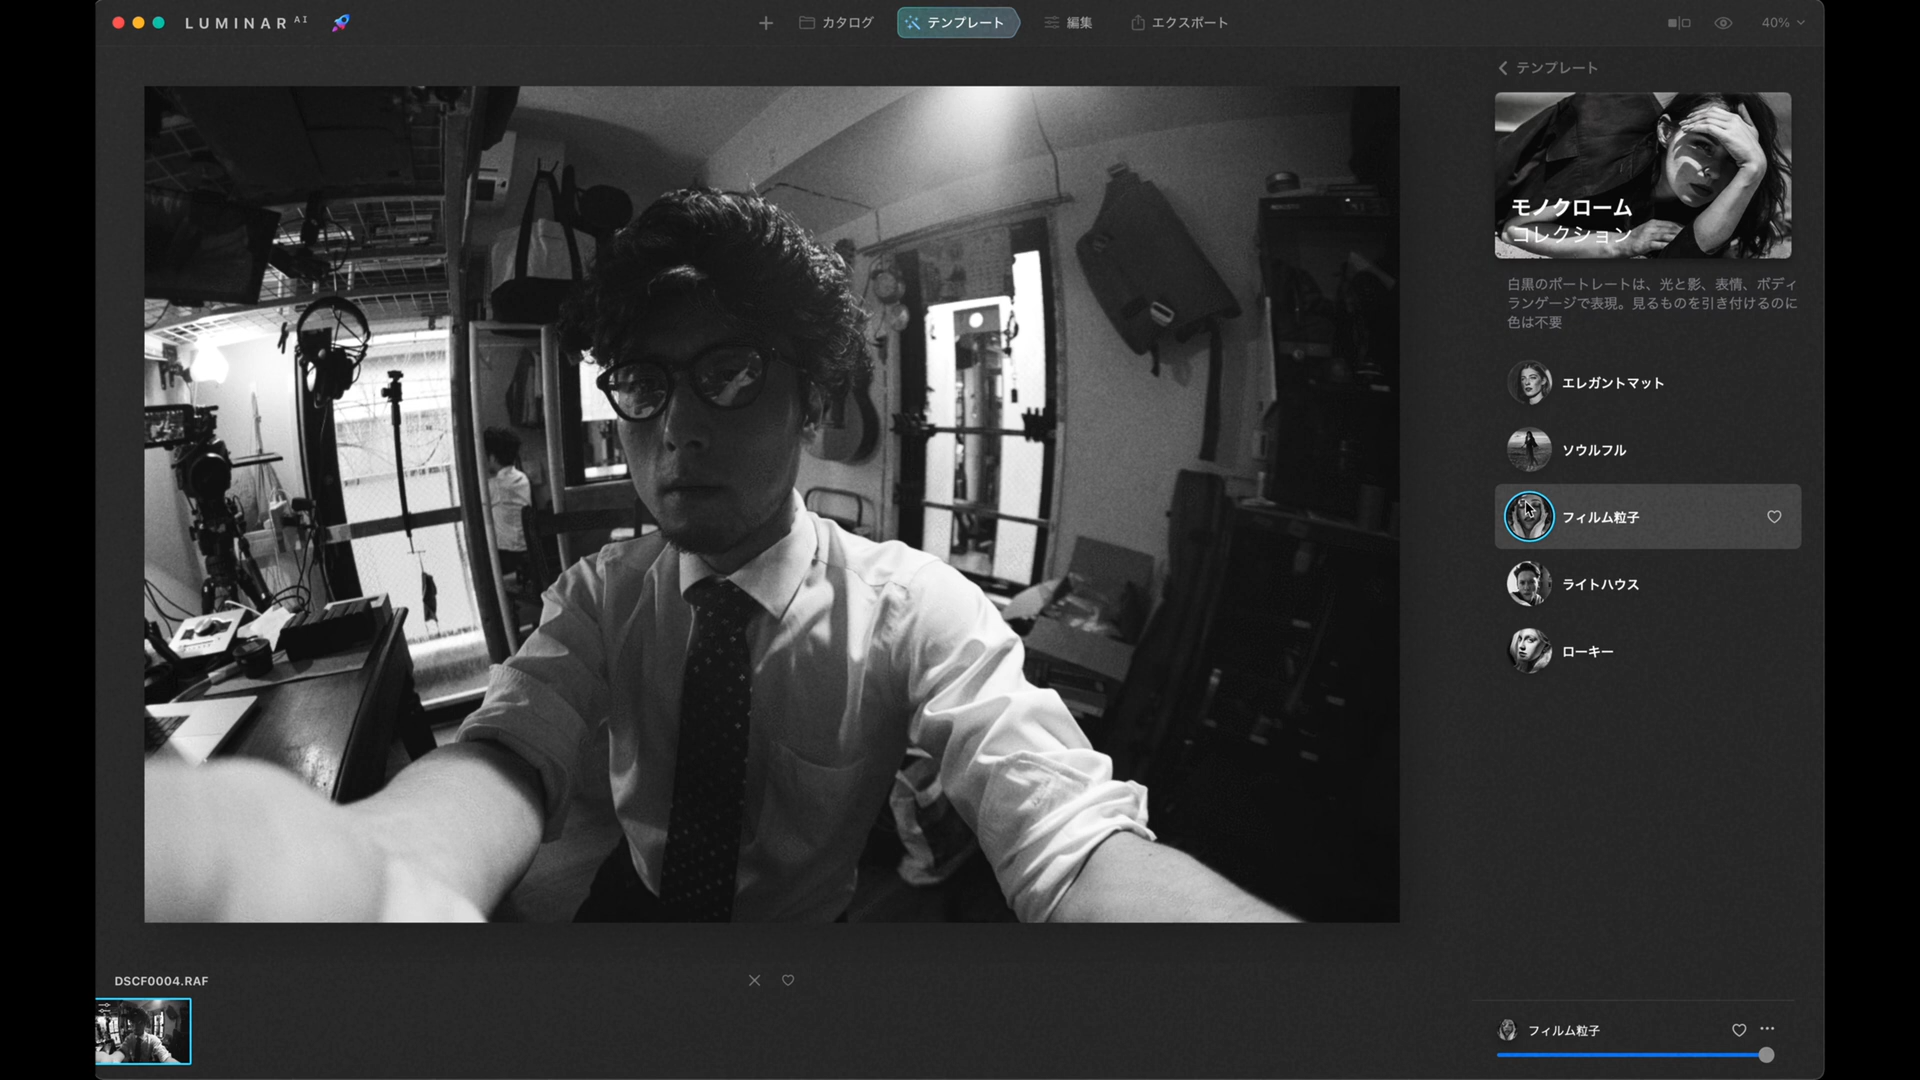 LUMINAR AI
カタログ
テンプレート
編集
エクスポート
40%
テンプレート
モノクローム
コレクション
白黒のポートレートは、光と影、表情、ボディ
ランゲージで表現。見るものを引き付けるのに
色は不要
エレガントマット
ソウルフル
フィルム粒子
ライトハウス
ローキー
DSCF0004.RAF
フィルム粒子